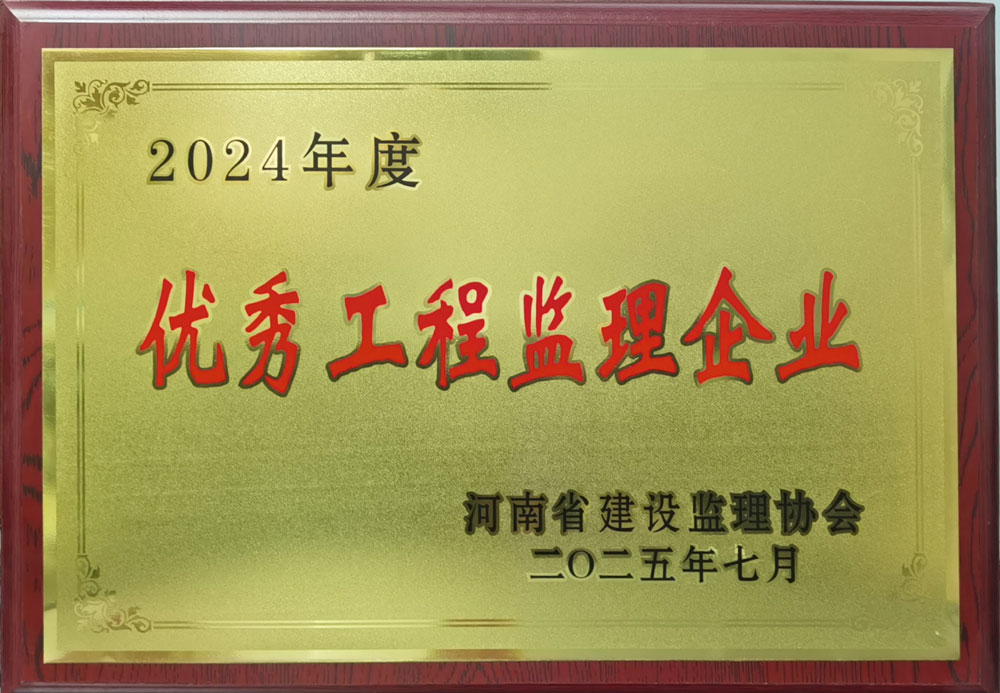 2024年度
优秀工程监理企业
河南省建设监理协会
二〇二五年七月